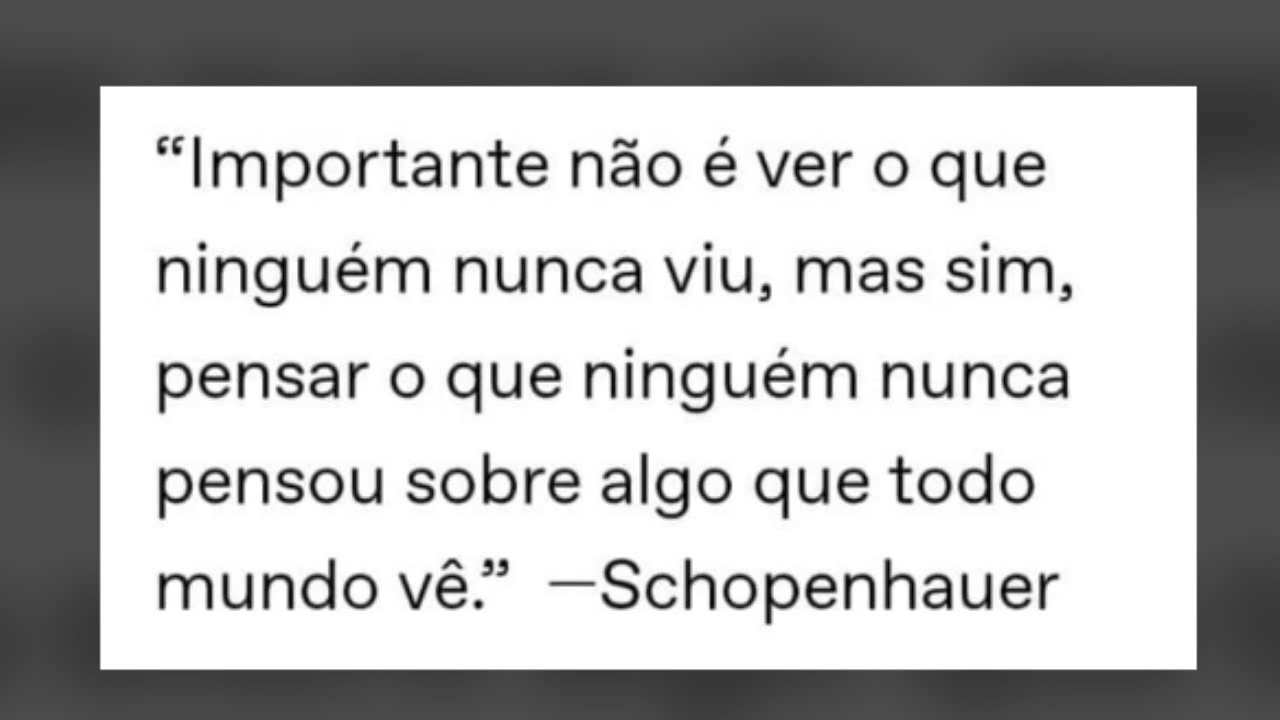 “Importante não é ver o que
ninguém nunca viu, mas sim,
pensar o que ninguém nunca
pensou sobre algo que todo
mundo vê.” —Schopenhauer